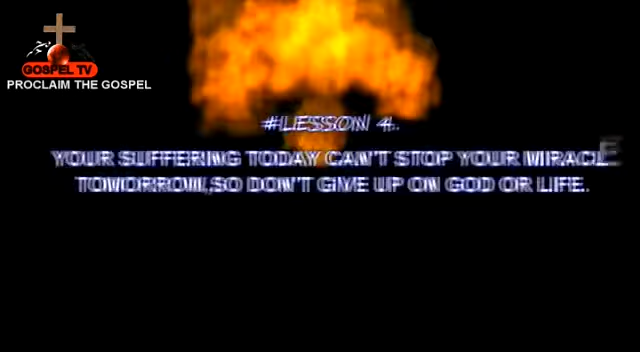 GOSPEL TV
PROCLAIM THE GOSPEL
#LESSON 4.
YOUR SUFFERING TODAY CAN'T STOP YOUR MIRACLE
TOMORROW,SO DON'T GIVE UP ON GOD OR LIFE.